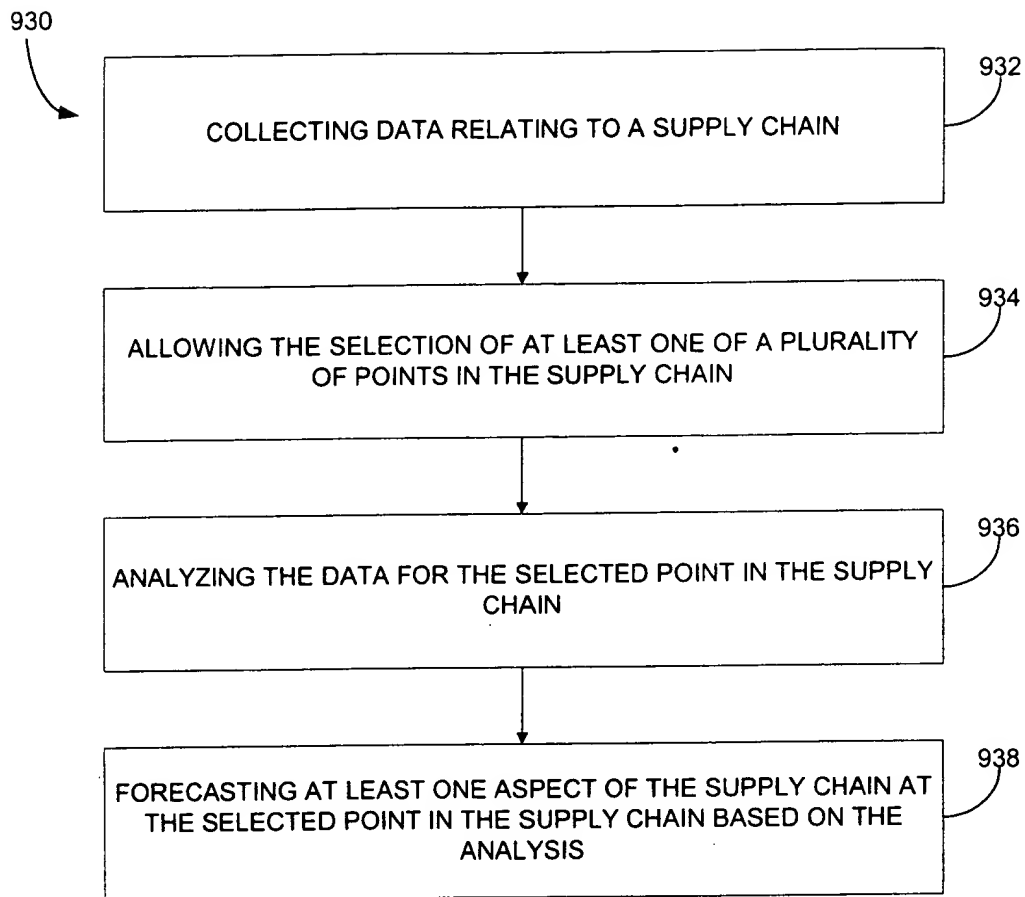 930
932
COLLECTING DATA RELATING TO A SUPPLY CHAIN
934
ALLOWING THE SELECTION OF AT LEAST ONE OF A PLURALITY
OF POINTS IN THE SUPPLY CHAIN
936
ANALYZING THE DATA FOR THE SELECTED POINT IN THE SUPPLY
CHAIN
938
FORECASTING AT LEAST ONE ASPECT OF THE SUPPLY CHAIN AT
THE SELECTED POINT IN THE SUPPLY CHAIN BASED ON THE
ANALYSIS